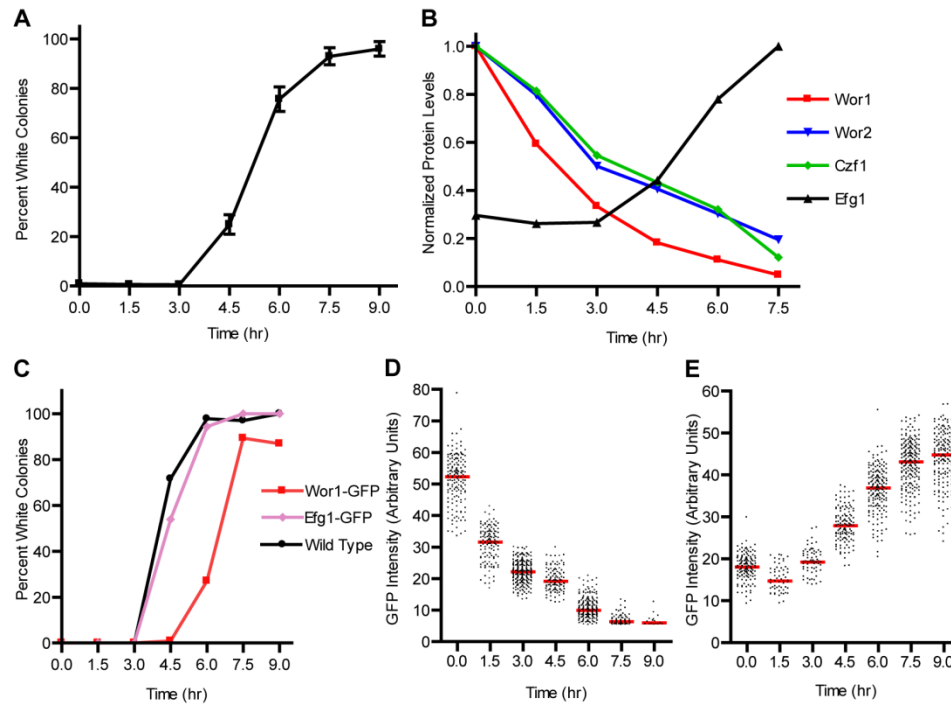 A
Percent White Colonies
100
80
60
40
20
0
0.0 1.5 3.0 4.5 6.0 7.5 9.0
Time (hr)
B
Normalized Protein Levels
1.0
0.8
0.6
0.4
0.2
0.0
0.0 1.5 3.0 4.5 6.0 7.5
Time (hr)
Wor1
Wor2
Czf1
Efg1
C
Percent White Colonies
100
80
60
40
20
0
0.0 1.5 3.0 4.5 6.0 7.5 9.0
Time (hr)
Wor1-GFP
Efg1-GFP
Wild Type
D
GFP Intensity (Arbitrary Units)
80
70
60
50
40
30
20
10
0
0.0 1.5 3.0 4.5 6.0 7.5 9.0
Time (hr)
E
GFP Intensity (Arbitrary Units)
60
50
40
30
20
10
0
0.0 1.5 3.0 4.5 6.0 7.5 9.0
Time (hr)